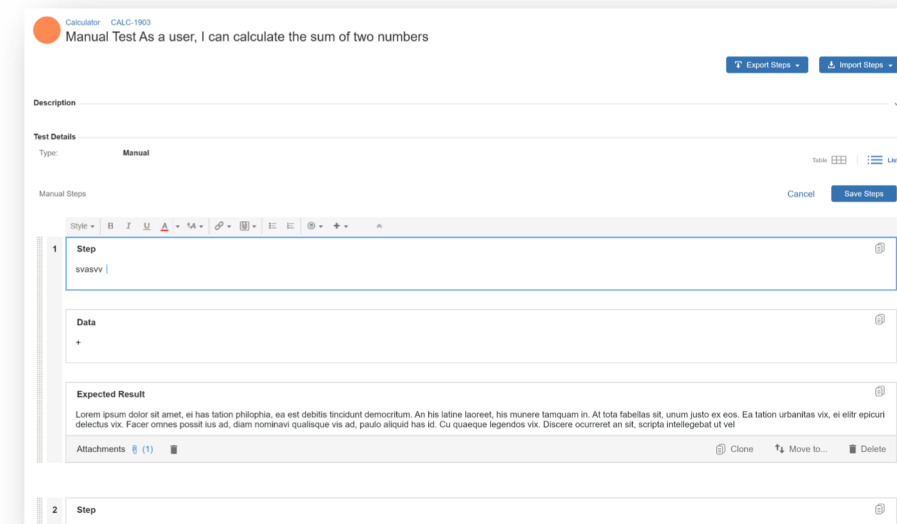 Calculator CALC-1903
Manual Test As a user, I can calculate the sum of two numbers
Export Steps Import Steps
Description
Test Details
Type: Manual
Table List
Manual Steps Cancel Save Steps
Style B I U A ªA
1 Step
svasvv
Data
+
Expected Result
Lorem ipsum dolor sit amet, ei has tation philophia, ea est debitis tincidunt democritum. An his latine laoreet, his munere tamquam in. At tota fabellas sit, unum justo ex eos. Ea tation urbanitas vix, ei elitr epicuri
delectus vix. Facer omnes possit ius ad, diam nominavi qualisque vis ad, paulo aliquid has id. Cu quaeque legendos vix. Discere ocurreret an sit, scripta intellegebat ut vel
Attachments (1) Clone Move to... Delete
2 Step